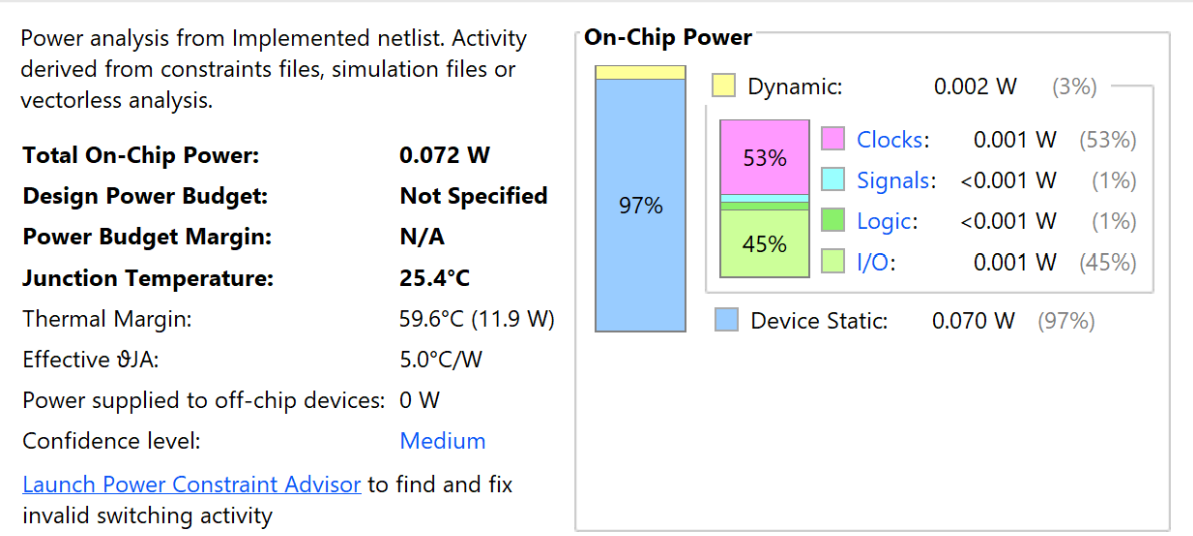 Power analysis from Implemented netlist. Activity
derived from constraints files, simulation files or
vectorless analysis.
Total On-Chip Power: 0.072 W
Design Power Budget: Not Specified
Power Budget Margin: N/A
Junction Temperature: 25.4°C
Thermal Margin: 59.6°C (11.9 W)
Effective ϑJA: 5.0°C/W
Power supplied to off-chip devices: 0 W
Confidence level: Medium
Launch Power Constraint Advisor to find and fix
invalid switching activity
On-Chip Power
97%
Dynamic: 0.002 W (3%)
53%
45%
Clocks: 0.001 W (53%)
Signals: <0.001 W (1%)
Logic: <0.001 W (1%)
I/O: 0.001 W (45%)
Device Static: 0.070 W (97%)